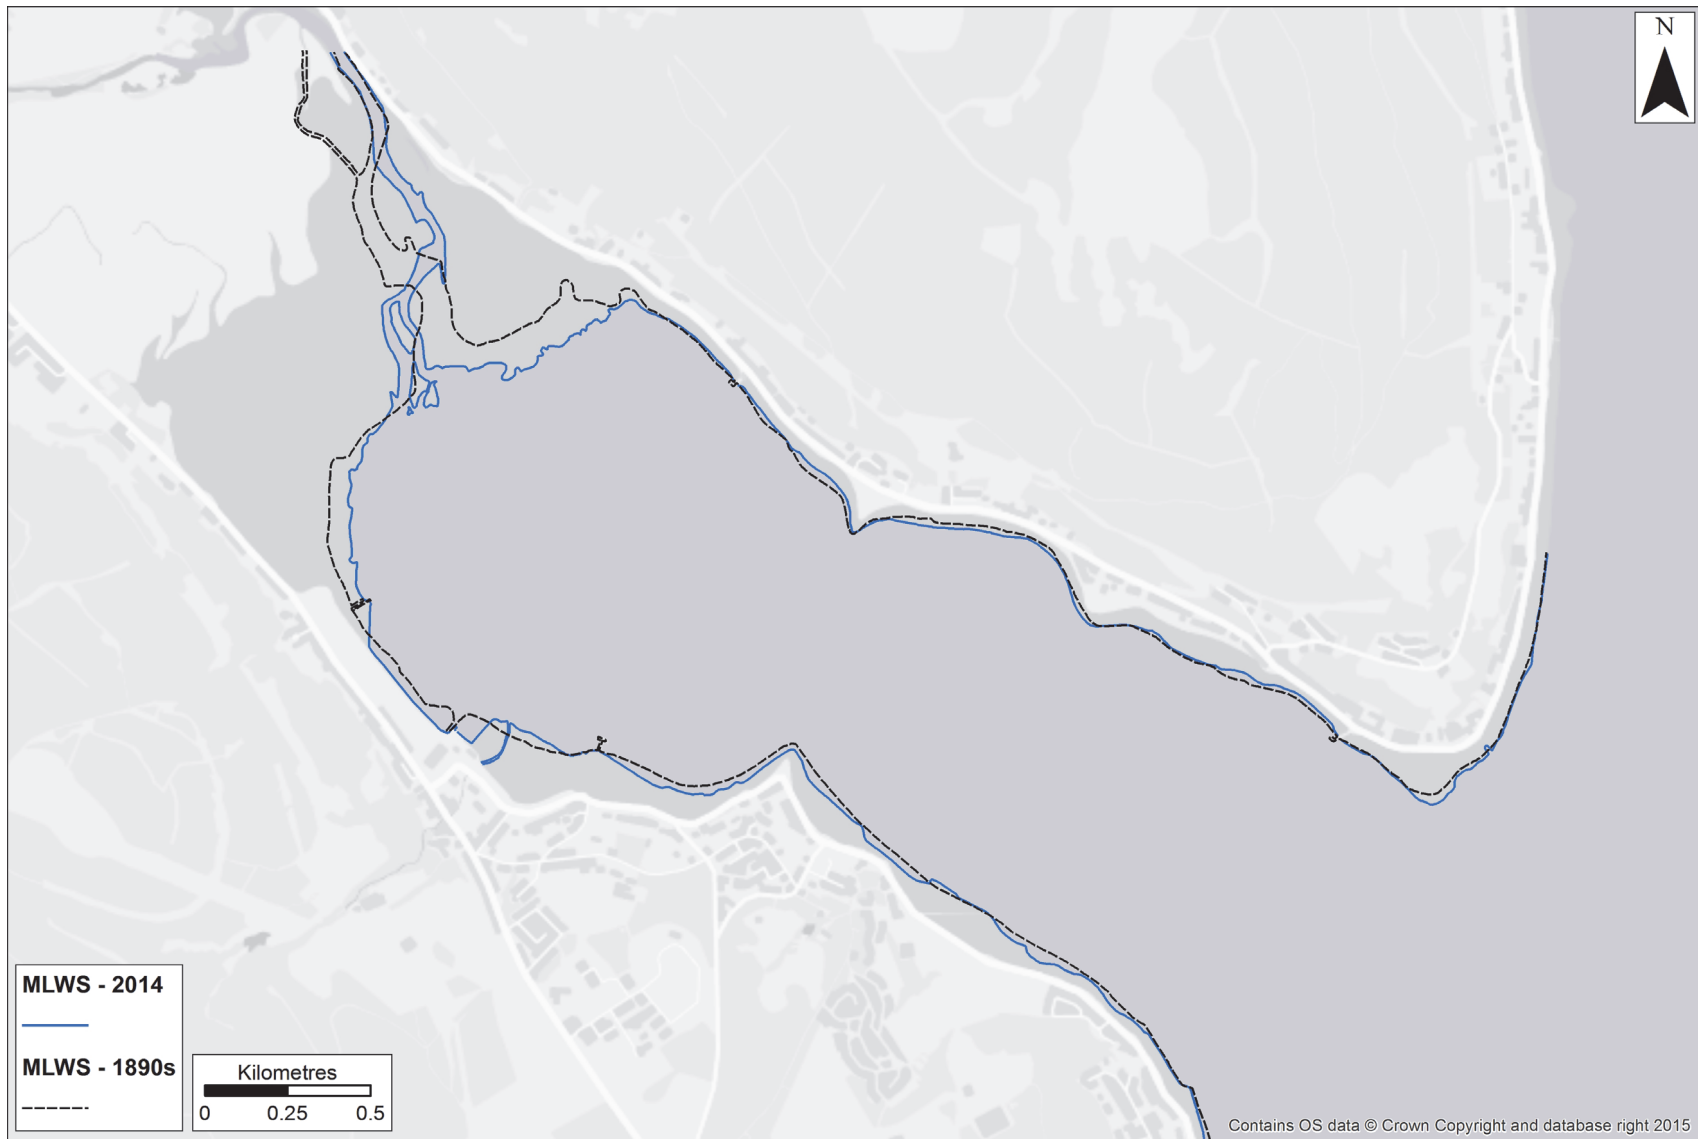 N
MLWS - 2014
MLWS - 1890s
Kilometres
0 0.25 0.5
Contains OS data © Crown Copyright and database right 2015